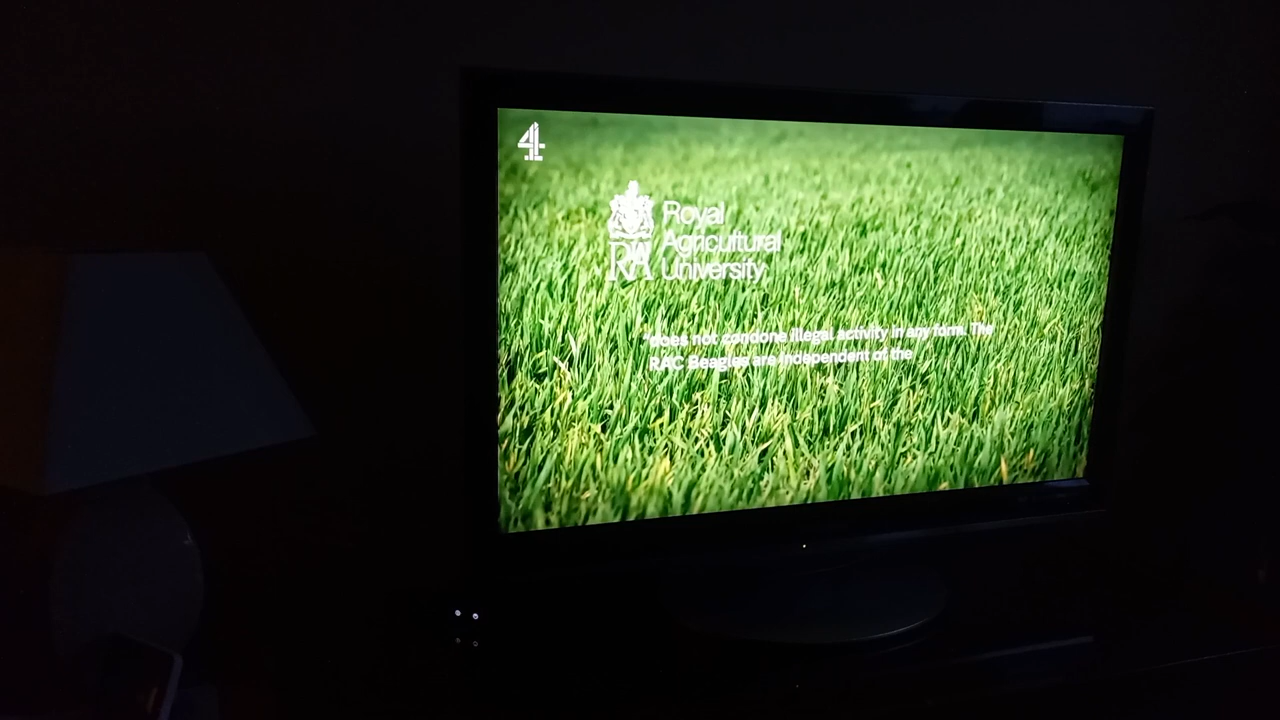 4
Royal
Agricultural
University
RA
"does not condone illegal activity in any form. The
RAC Beagles are independent of the